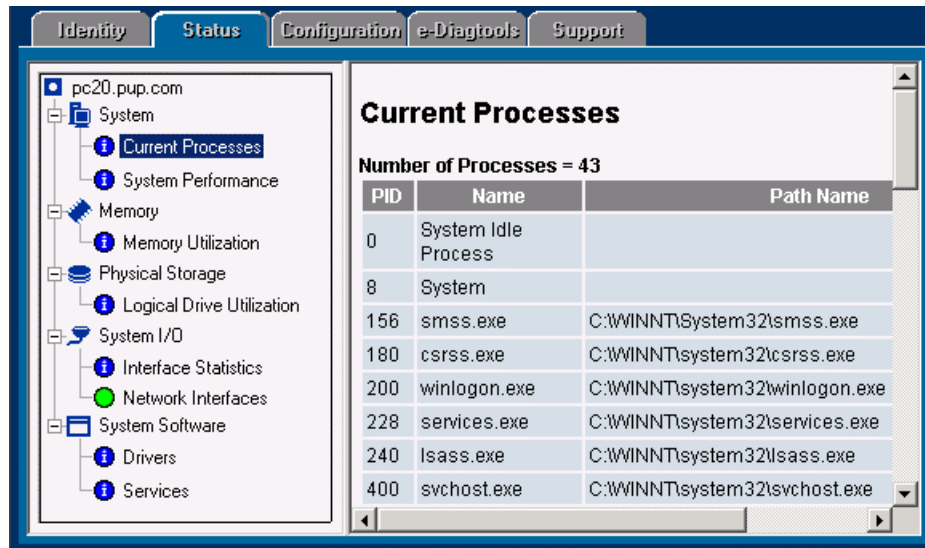 Identity Status Configuration e-Diagtools Support
pc20.pup.com
System
Current Processes
System Performance
Memory
Memory Utilization
Physical Storage
Logical Drive Utilization
System I/O
Interface Statistics
Network Interfaces
System Software
Drivers
Services
Current Processes
Number of Processes = 43
PID Name Path Name
0 System Idle
Process
8 System
156 smss.exe C:\WINNT\System32\smss.exe
180 csrss.exe C:\WINNT\system32\csrss.exe
200 winlogon.exe C:\WINNT\system32\winlogon.exe
228 services.exe C:\WINNT\system32\services.exe
240 lsass.exe C:\WINNT\system32\lsass.exe
400 svchost.exe C:\WINNT\system32\svchost.exe